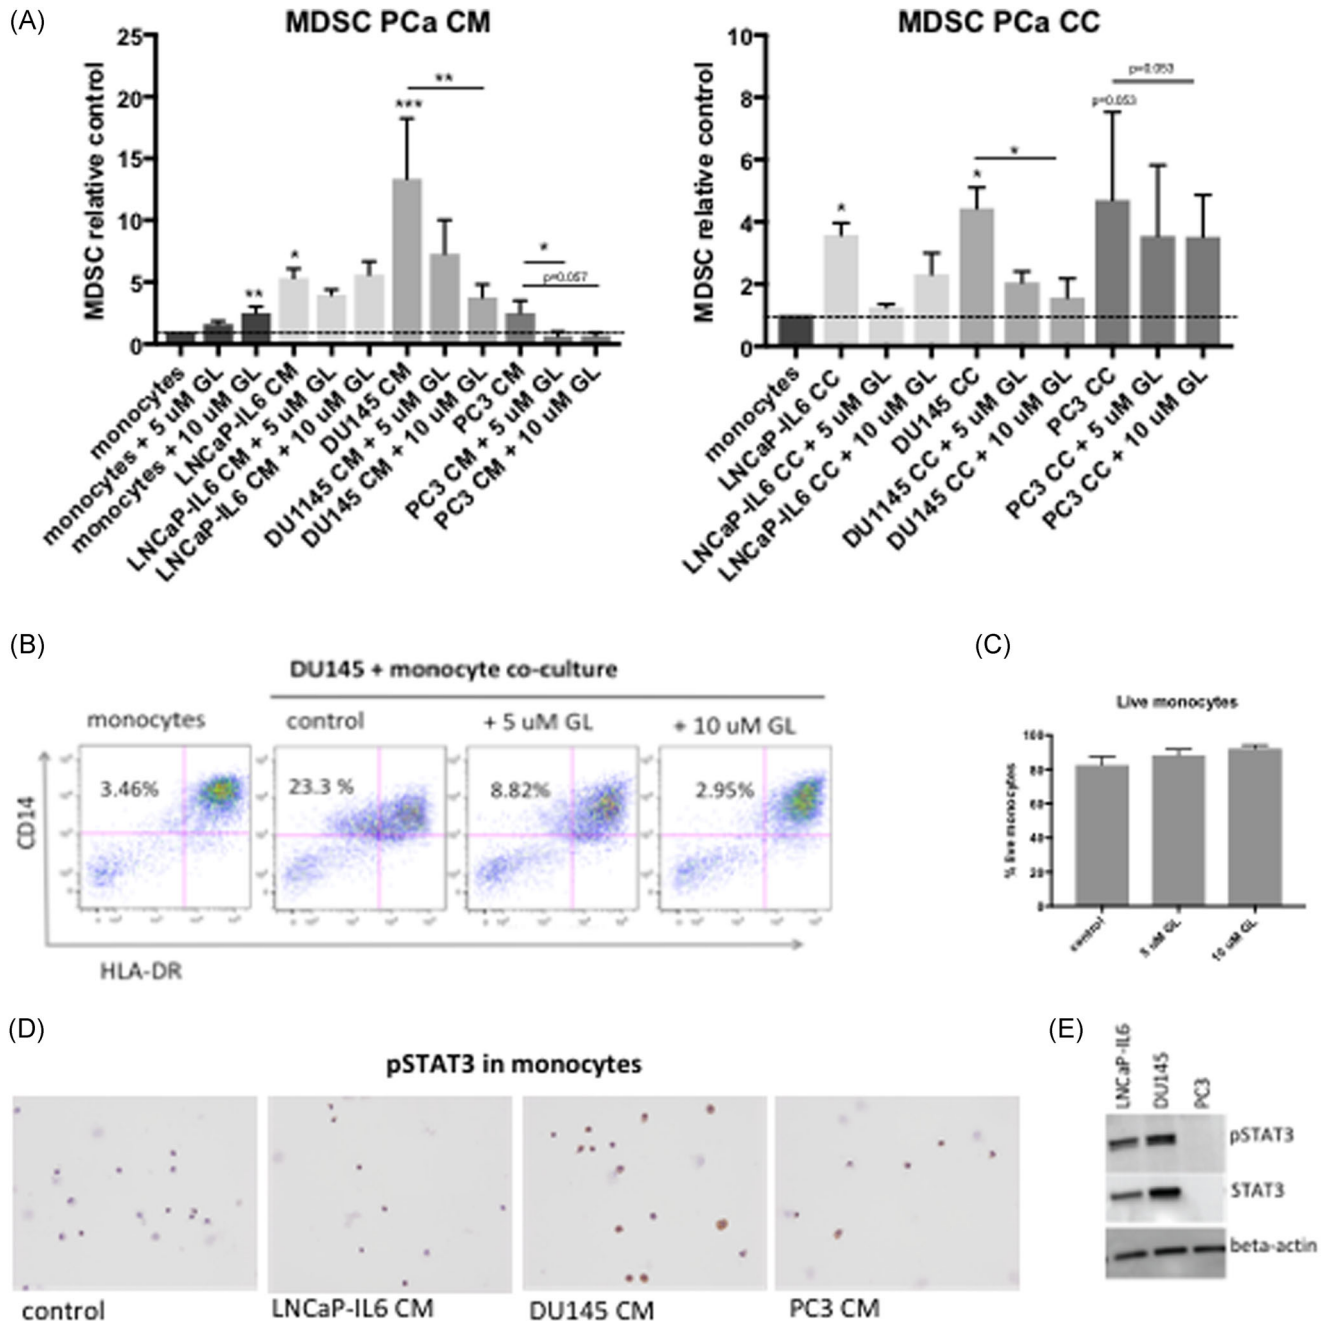 (A)
MDSC PCa CM
MDSC relative control
25
20
15
10
5
0
***
**
**
*
*
p=0.057
monocytes
monocytes + 5 uM GL
monocytes + 10 uM GL
LNCaP-IL6 CM
LNCaP-IL6 CM + 5 uM GL
LNCaP-IL6 CM + 10 uM GL
DU145 CM
DU1145 CM + 5 uM GL
DU145 CM + 10 uM GL
PC3 CM
PC3 CM + 5 uM GL
PC3 CM + 10 uM GL
MDSC PCa CC
MDSC relative control
10
8
6
4
2
0
*
*
*
p=0.053
p=0.053
monocytes
LNCaP-IL6 CC
LNCaP-IL6 CC + 5 uM GL
LNCaP-IL6 CC + 10 uM GL
DU145 CC
DU1145 CC + 5 uM GL
DU145 CC + 10 uM GL
PC3 CC
PC3 CC + 5 uM GL
PC3 CC + 10 uM GL
(B)
DU145 + monocyte co-culture
monocytes
control
+ 5 uM GL
+ 10 uM GL
3.46%
23.3 %
8.82%
2.95%
CD14
HLA-DR
(C)
Live monocytes
% live monocytes
100
80
60
40
20
0
control
5 uM GL
10 uM GL
(D)
pSTAT3 in monocytes
control
LNCaP-IL6 CM
DU145 CM
PC3 CM
(E)
LNCaP-IL6
DU145
PC3
pSTAT3
STAT3
beta-actin